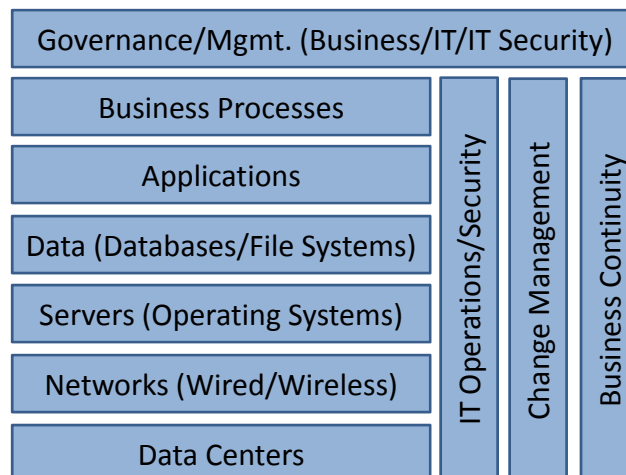 Governance/Mgmt. (Business/IT/IT Security)
Business Processes
Applications
Data (Databases/File Systems)
Servers (Operating Systems)
Networks (Wired/Wireless)
Data Centers
IT Operations/Security
Change Management
Business Continuity